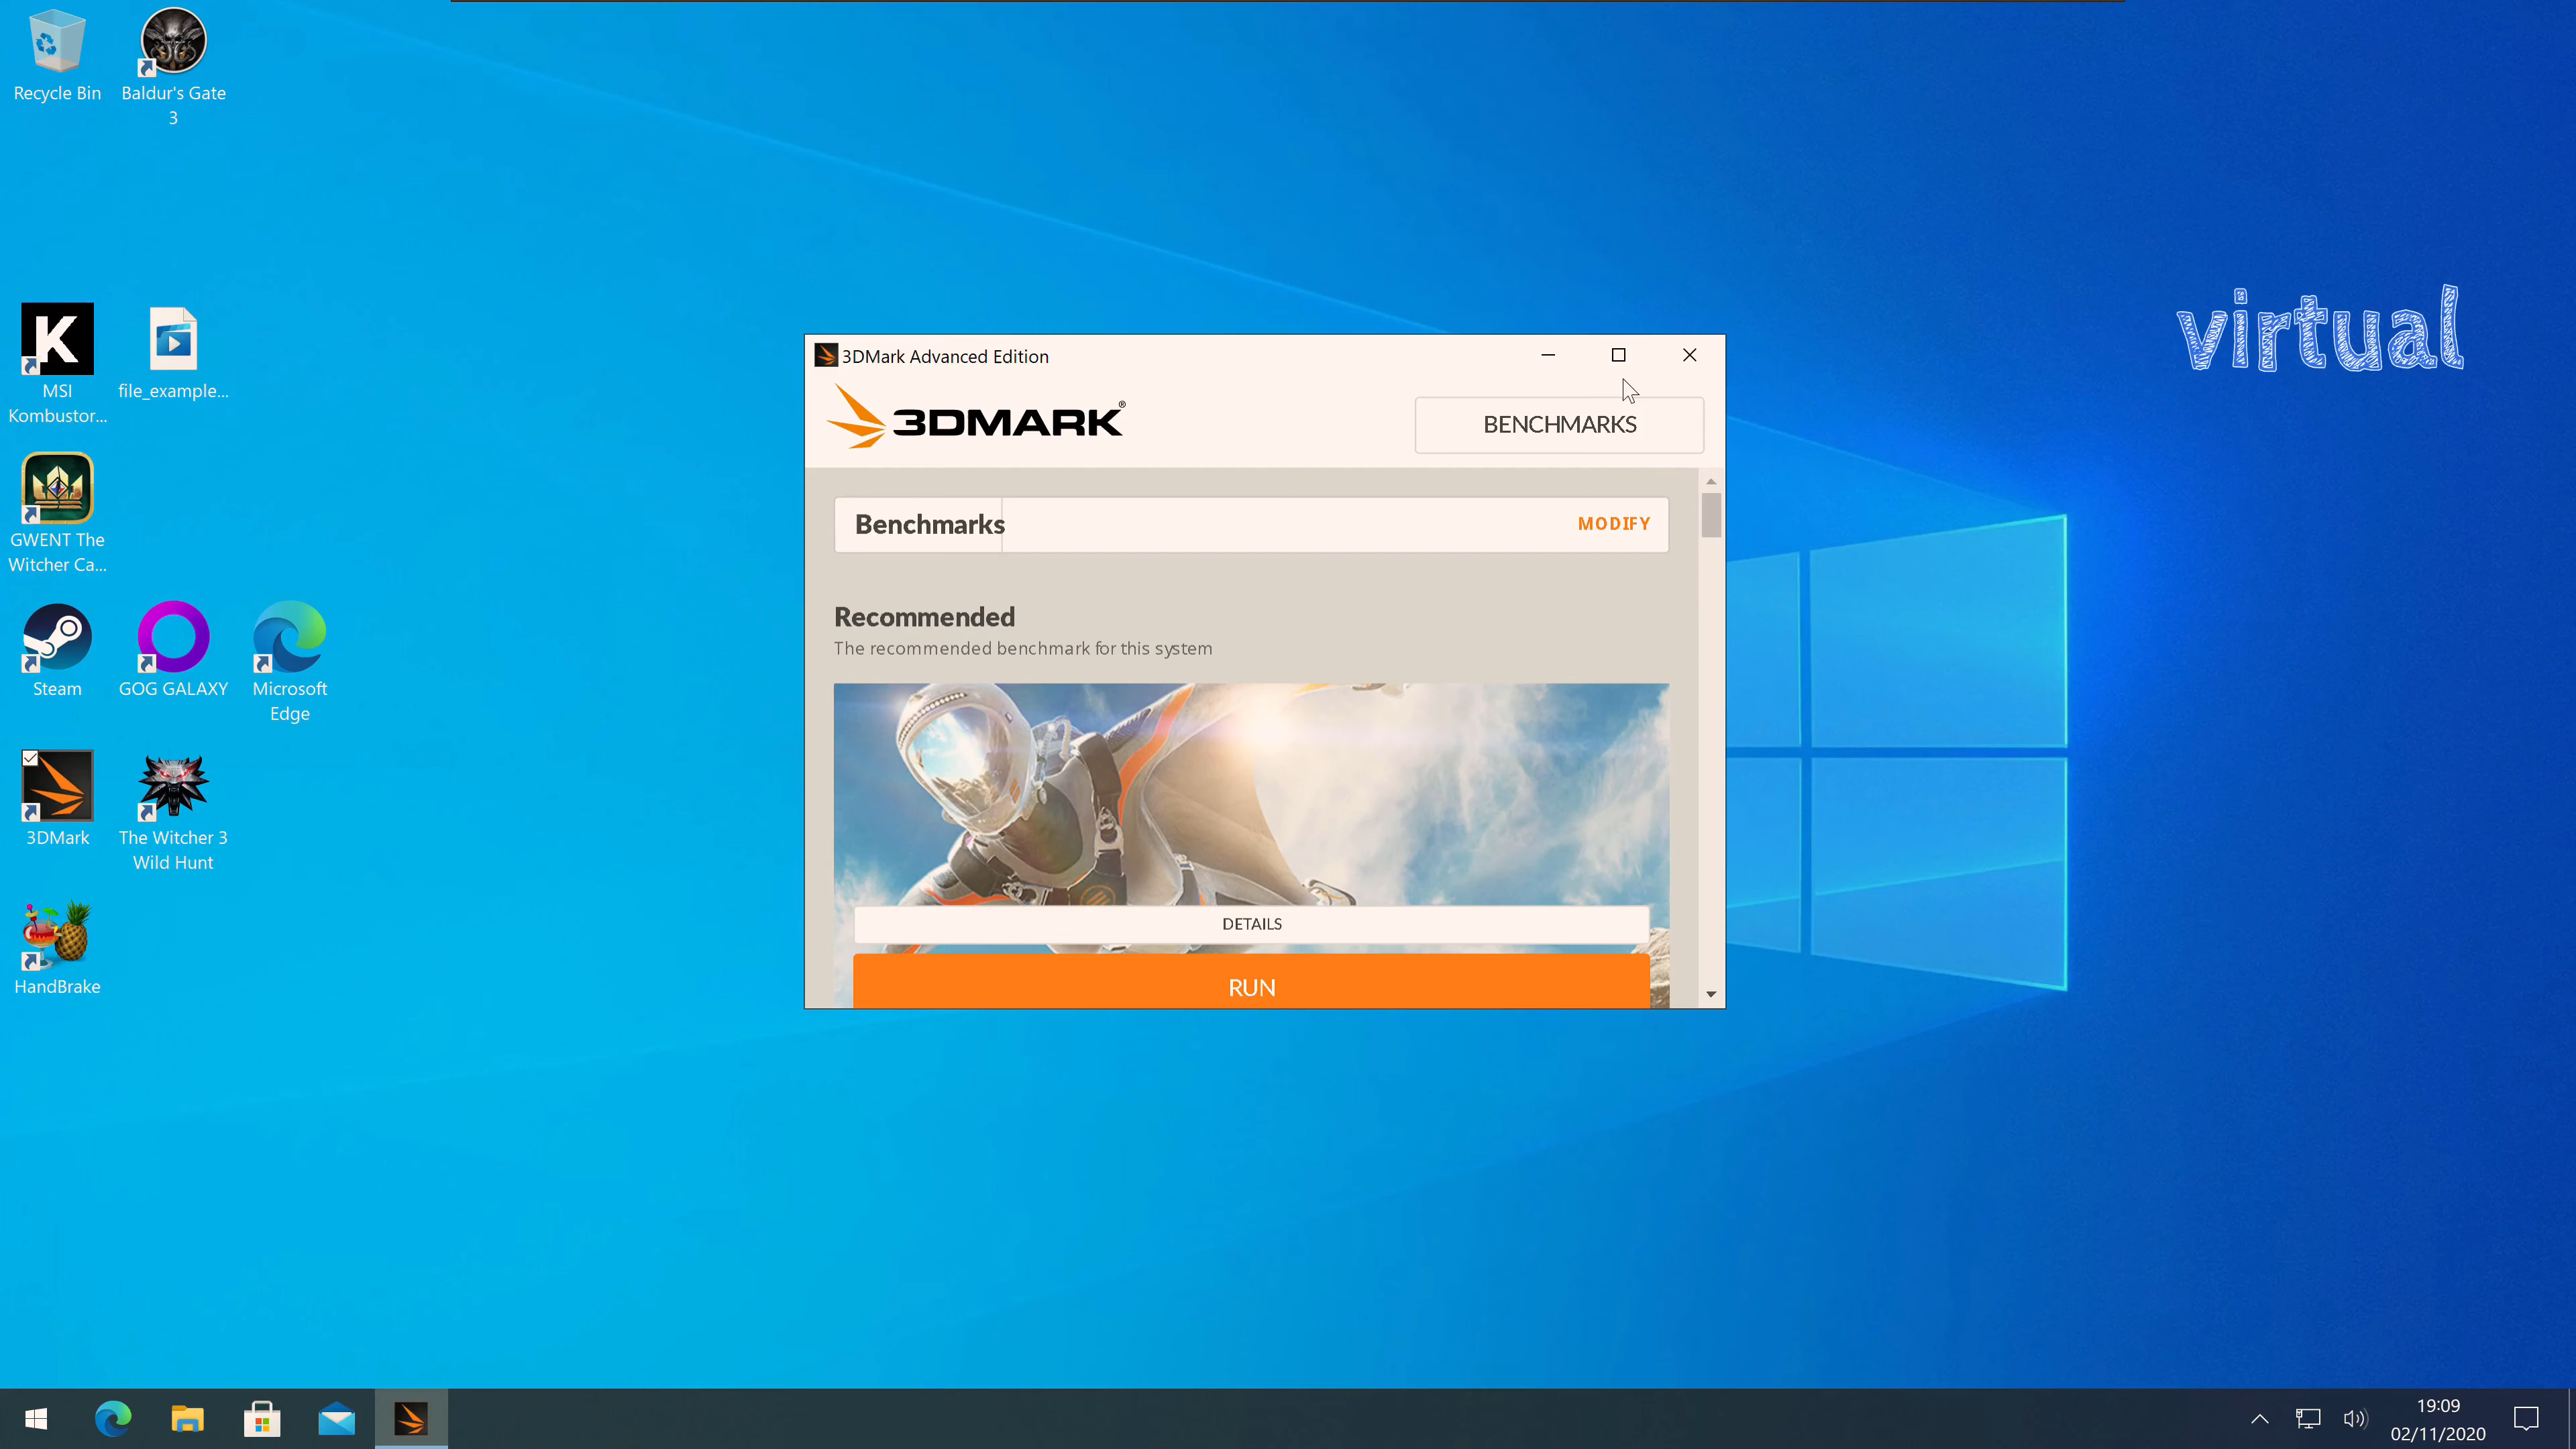 Recycle Bin
Baldur's Gate
3
MSI
Kombustor...
file_example...
GWENT The
Witcher Ca...
Steam
GOG GALAXY
Microsoft
Edge
3DMark
The Witcher 3
Wild Hunt
HandBrake
virtual
3DMark Advanced Edition
3DMARK®
BENCHMARKS
Benchmarks
MODIFY
Recommended
The recommended benchmark for this system
DETAILS
RUN
19:09
02/11/2020